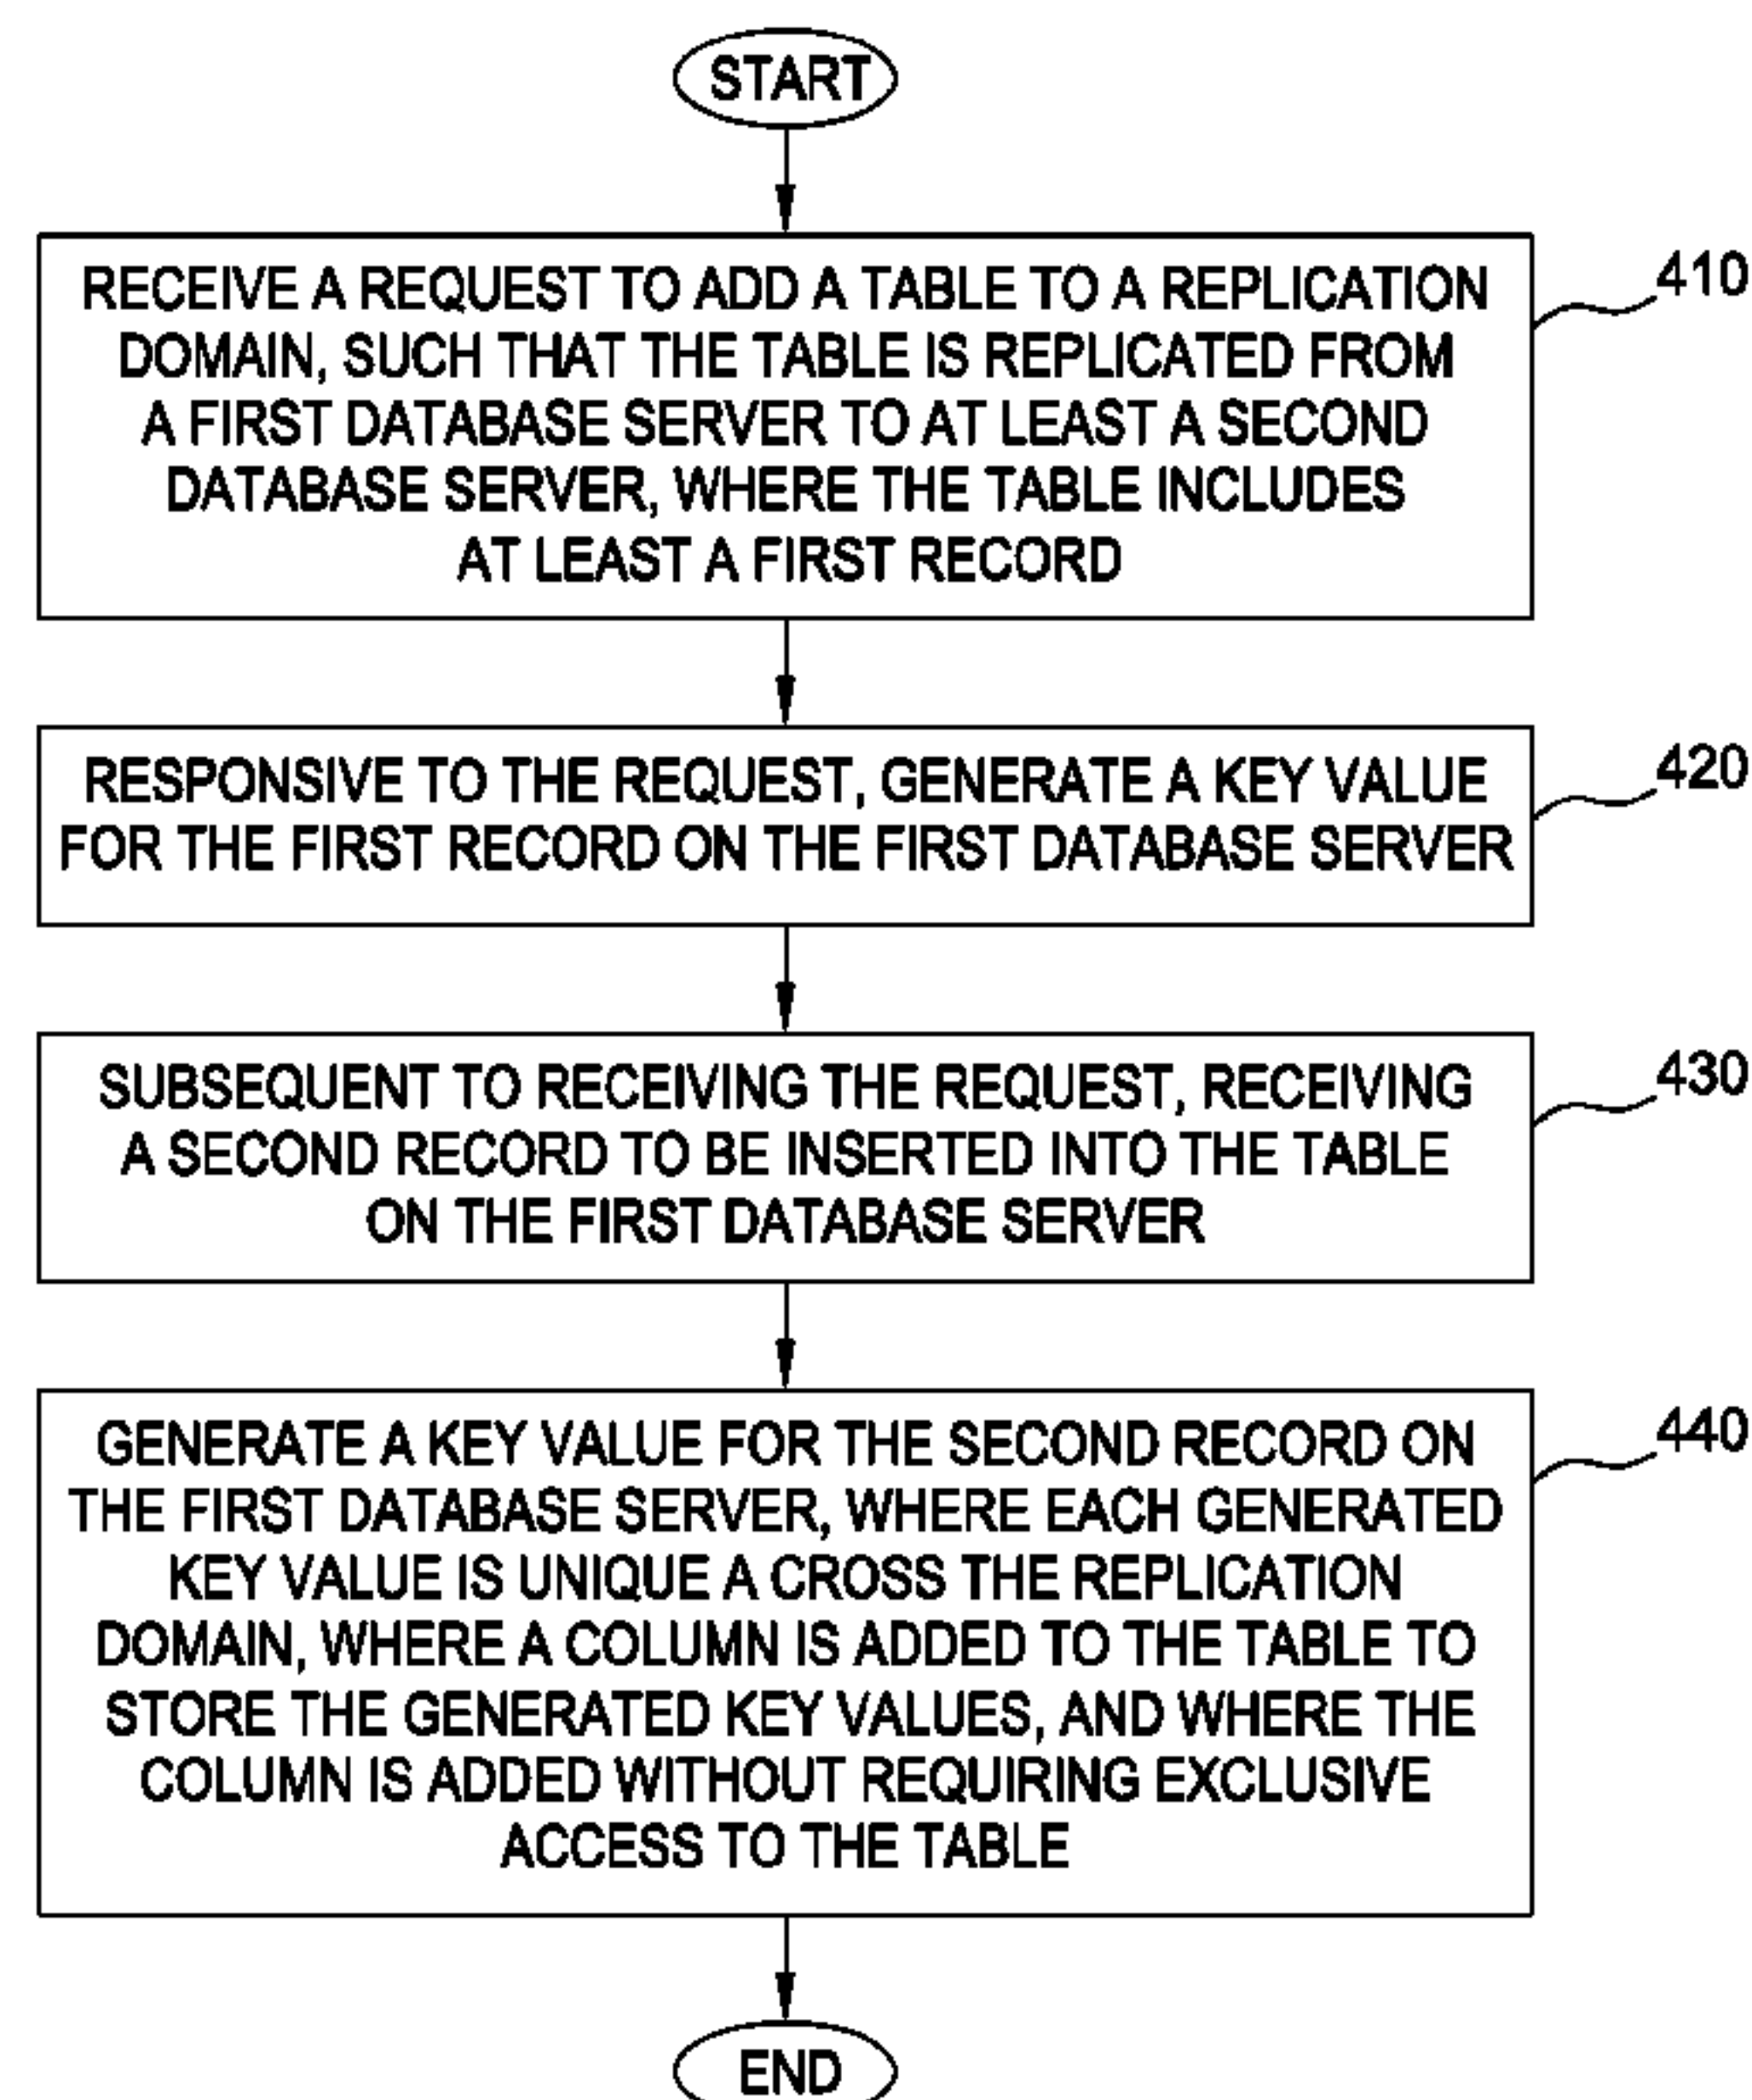 START
RECEIVE A REQUEST TO ADD A TABLE TO A REPLICATION
DOMAIN, SUCH THAT THE TABLE IS REPLICATED FROM
A FIRST DATABASE SERVER TO AT LEAST A SECOND
DATABASE SERVER, WHERE THE TABLE INCLUDES
AT LEAST A FIRST RECORD
410
RESPONSIVE TO THE REQUEST, GENERATE A KEY VALUE
FOR THE FIRST RECORD ON THE FIRST DATABASE SERVER
420
SUBSEQUENT TO RECEIVING THE REQUEST, RECEIVING
A SECOND RECORD TO BE INSERTED INTO THE TABLE
ON THE FIRST DATABASE SERVER
430
GENERATE A KEY VALUE FOR THE SECOND RECORD ON
THE FIRST DATABASE SERVER, WHERE EACH GENERATED
KEY VALUE IS UNIQUE A CROSS THE REPLICATION
DOMAIN, WHERE A COLUMN IS ADDED TO THE TABLE TO
STORE THE GENERATED KEY VALUES, AND WHERE THE
COLUMN IS ADDED WITHOUT REQUIRING EXCLUSIVE
ACCESS TO THE TABLE
440
END